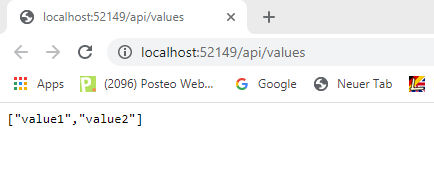 localhost:52149/api/values
localhost:52149/api/values
Apps (2096) Posteo Web... Google Neuer Tab
["value1","value2"]